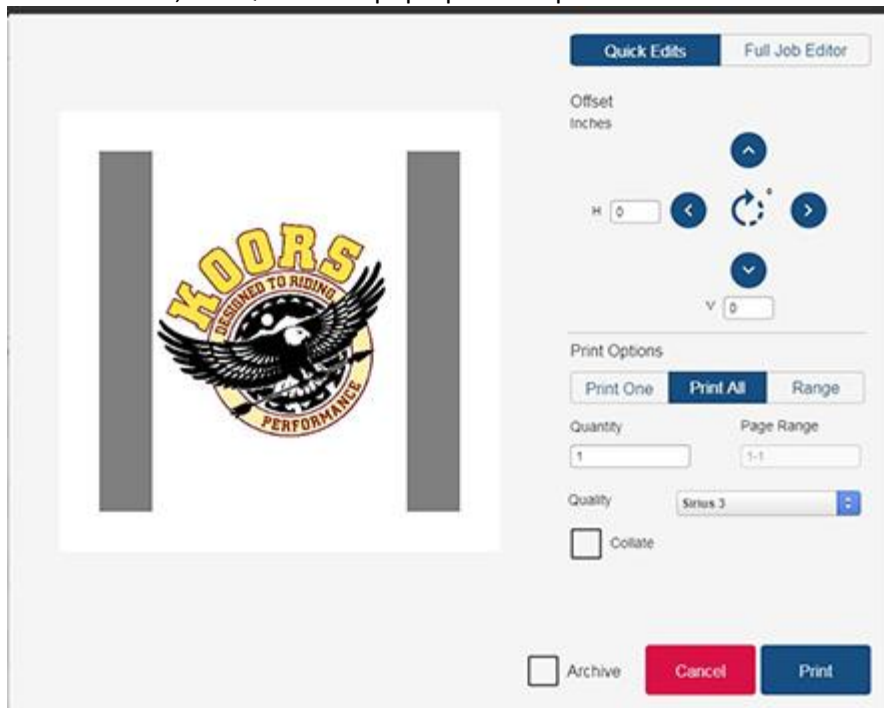 Quick Edits Full Job Editor
Offset
Inches
H 0
V 0
KOORS
DESIGNED TO RIDING
PERFORMANCE
Print Options
Print One Print All Range
Quantity Page Range
1 1-1
Quality Sirius 3
Collate
Archive Cancel Print